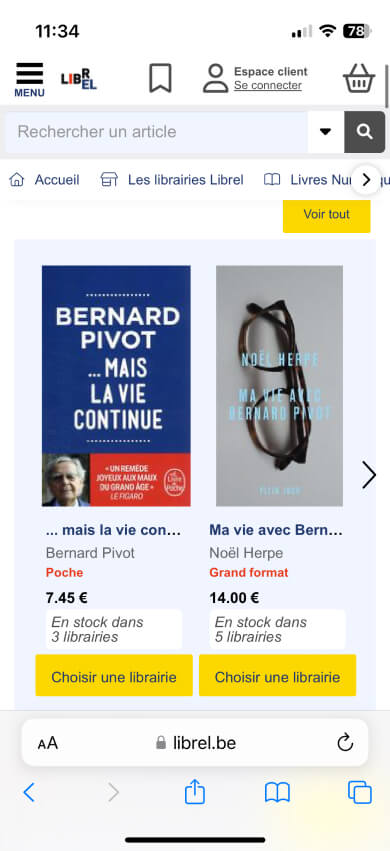 11:34
78
MENU
LIBREL
Espace client
Se connecter
Rechercher un article
Accueil
Les librairies Librel
Livres Num
Voir tout
BERNARD
PIVOT
...MAIS
LA VIE
CONTINUE
« UN REMÈDE
JOYEUX AUX MAUX
DU GRAND ÂGE »
LE FIGARO
Le Livre de Poche
NOËL HERPE
MA VIE AVEC
BERNARD PIVOT
PLEIN JOUR
... mais la vie con...
Bernard Pivot
Poche
7.45 €
En stock dans
3 librairies
Choisir une librairie
Ma vie avec Bern...
Noël Herpe
Grand format
14.00 €
En stock dans
5 librairies
Choisir une librairie
AA
librel.be